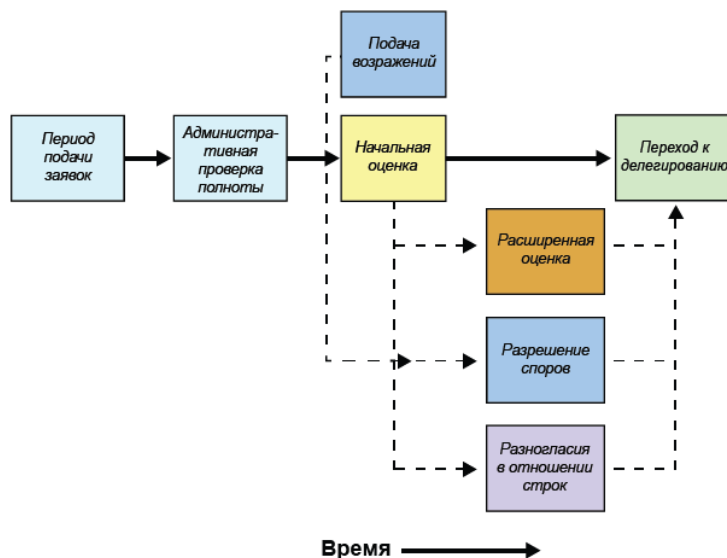 Подача
возражений
Период
подачи
заявок
Администра-
тивная
проверка
полноты
Начальная
оценка
Переход к
делегированию
Расширенная
оценка
Разрешение
споров
Разногласия
в отношении
строк
Время